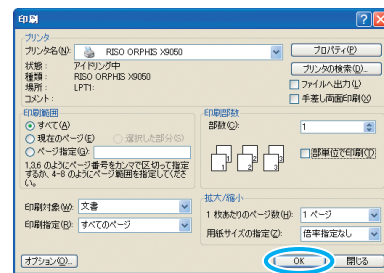 印刷
プリンタ
プリンタ名(N): RISO ORPHIS X9050 プロパティ(P)
状態: アイドリング中 プリンタの検索(D)...
種類: RISO ORPHIS X9050
場所: LPT1: ファイルへ出力(L)
コメント: 手差し両面印刷(X)
印刷範囲
すべて(A)
現在のページ(E) 選択した部分(S)
ページ指定(G):
1,3,6 のようにページ番号をカンマで区切って指定
するか、4-8 のようにページ範囲を指定してくださ
い。
印刷部数
部数(C): 1
部単位で印刷(T)
1 1 2 2 3 3
印刷対象(W): 文書
印刷指定(R): すべてのページ
拡大/縮小
1 枚あたりのページ数(H): 1 ページ
用紙サイズの指定(Z): 倍率指定なし
オプション(O)... OK 閉じる